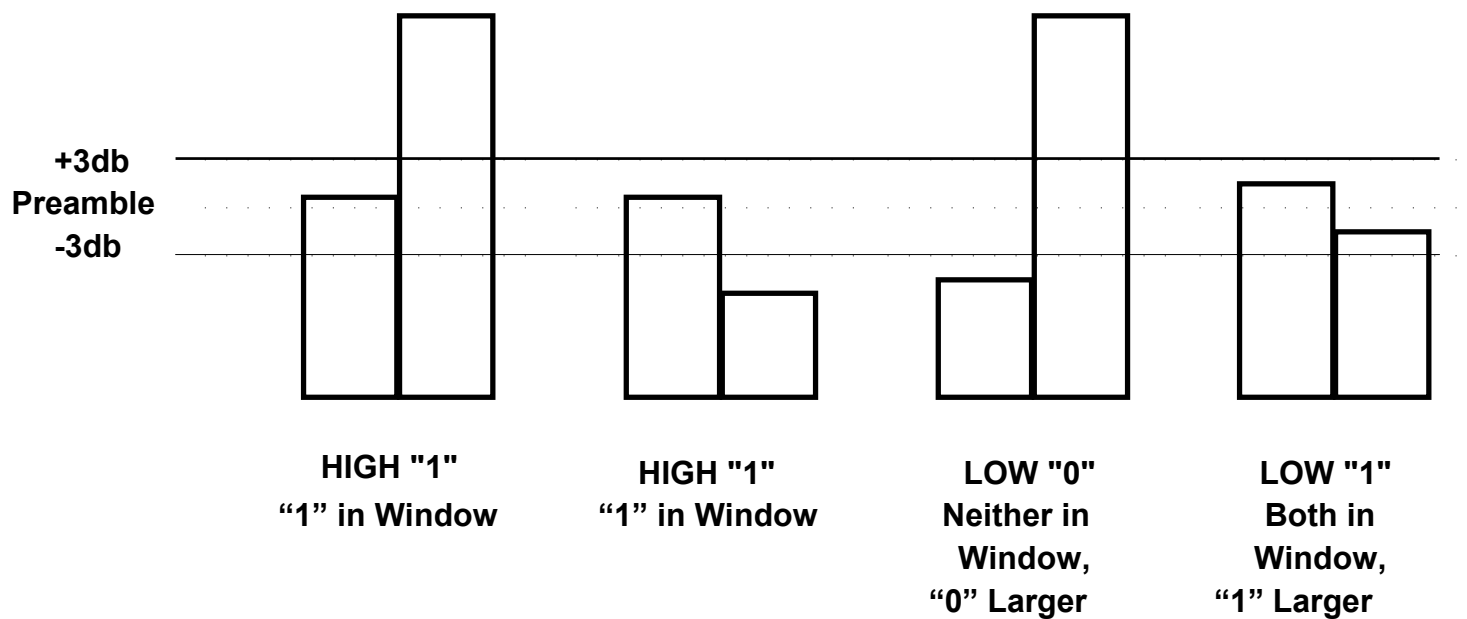 +3db
Preamble
-3db
HIGH "1"
“1” in Window
HIGH "1"
“1” in Window
LOW "0"
Neither in
Window,
“0” Larger
LOW "1"
Both in
Window,
“1” Larger